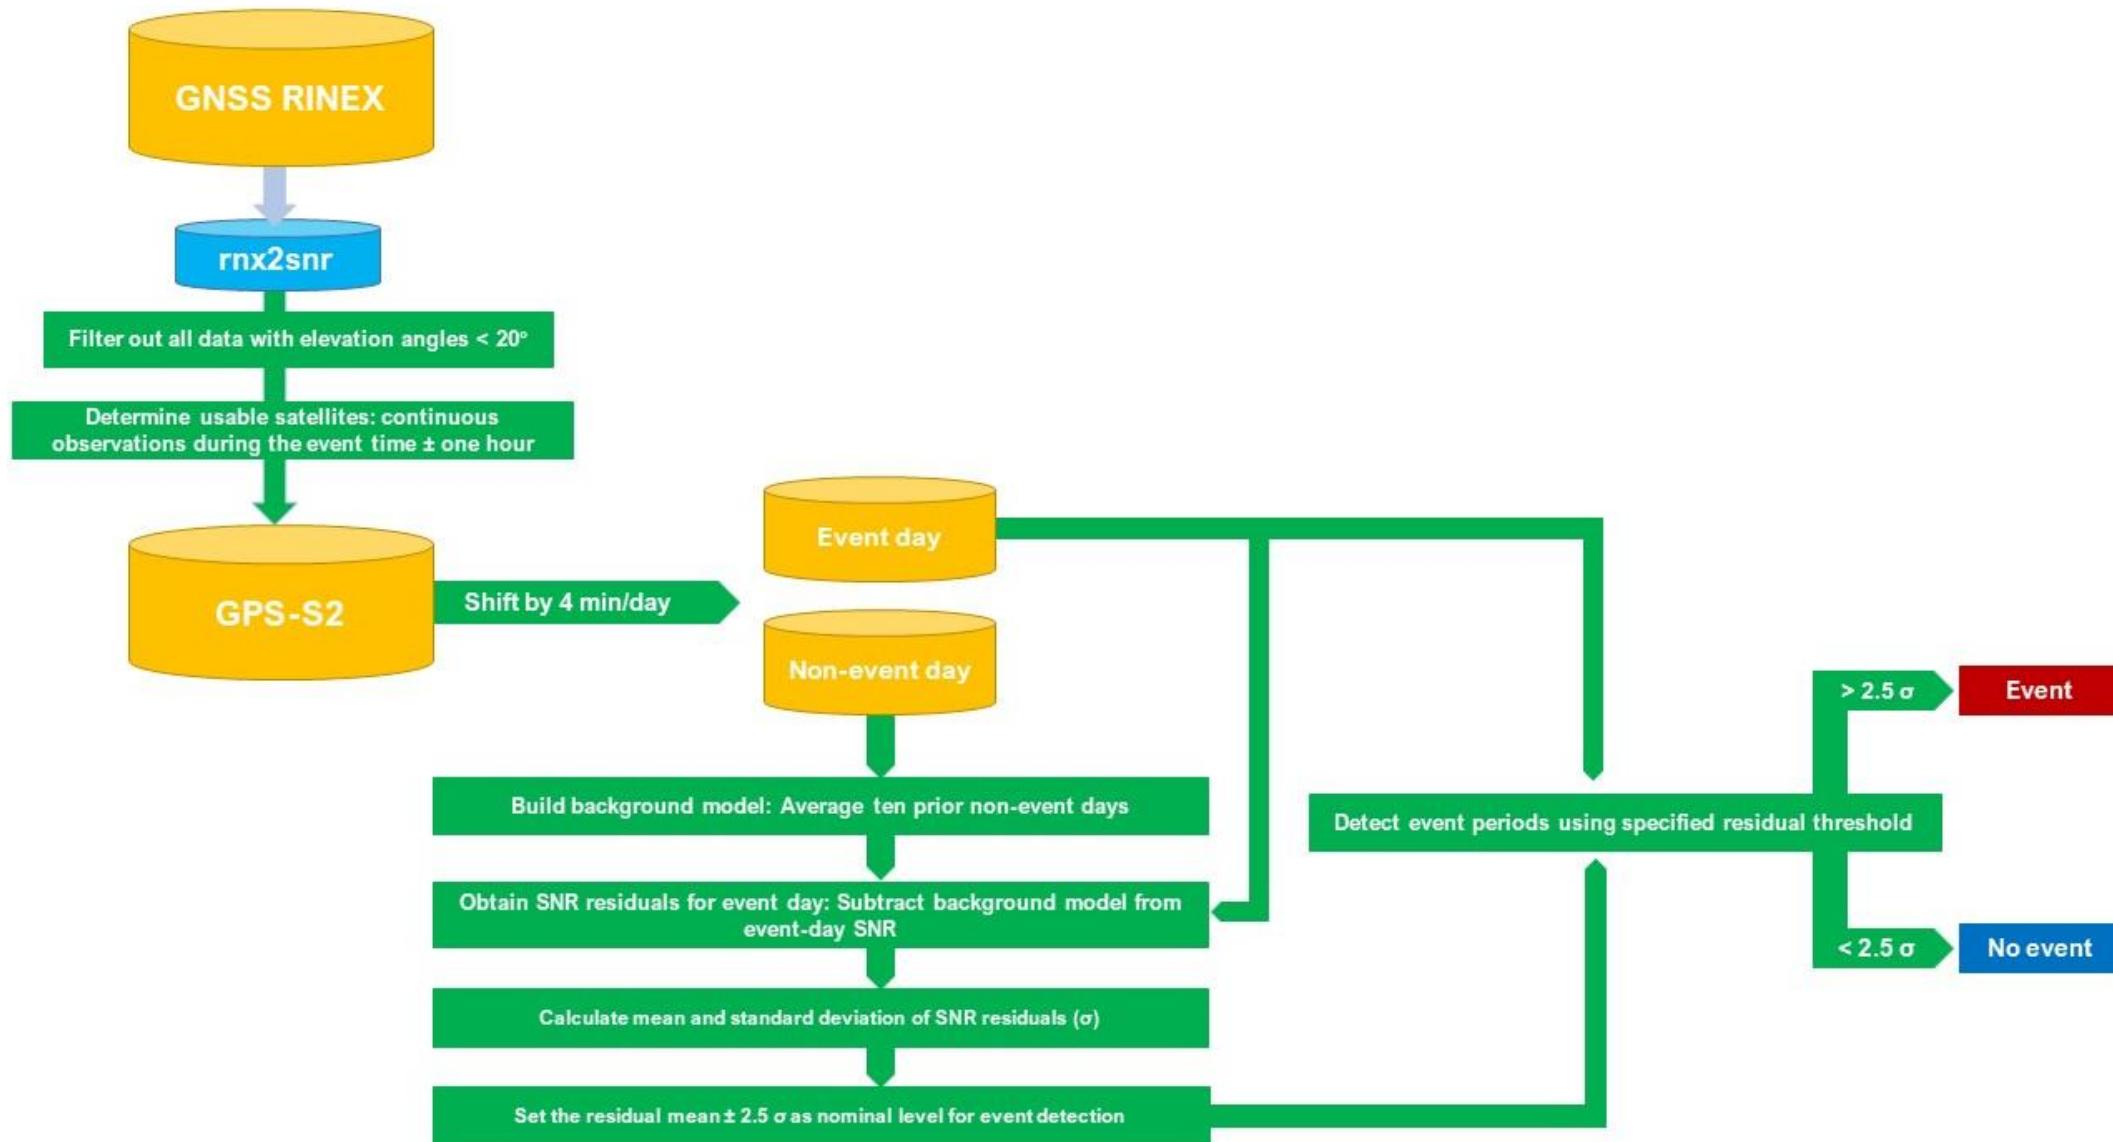 GNSS RINEX
rnx2snr
Filter out all data with elevation angles < 20°
Determine usable satellites: continuous
observations during the event time ± one hour
GPS-S2
Shift by 4 min/day
Event day
Non-event day
Build background model: Average ten prior non-event days
Obtain SNR residuals for event day: Subtract background model from
event-day SNR
Calculate mean and standard deviation of SNR residuals (σ)
Set the residual mean ± 2.5 σ as nominal level for event detection
Detect event periods using specified residual threshold
> 2.5 σ
Event
< 2.5 σ
No event